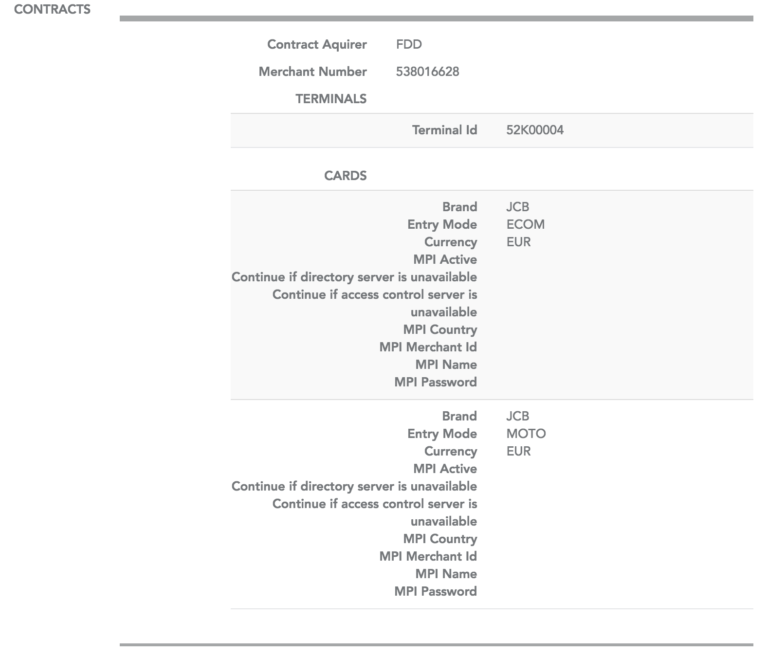 CONTRACTS
Contract Aquirer FDD
Merchant Number 538016628
TERMINALS
Terminal Id 52K00004
CARDS
Brand JCB
Entry Mode ECOM
Currency EUR
MPI Active
Continue if directory server is unavailable
Continue if access control server is
unavailable
MPI Country
MPI Merchant Id
MPI Name
MPI Password
Brand JCB
Entry Mode MOTO
Currency EUR
MPI Active
Continue if directory server is unavailable
Continue if access control server is
unavailable
MPI Country
MPI Merchant Id
MPI Name
MPI Password